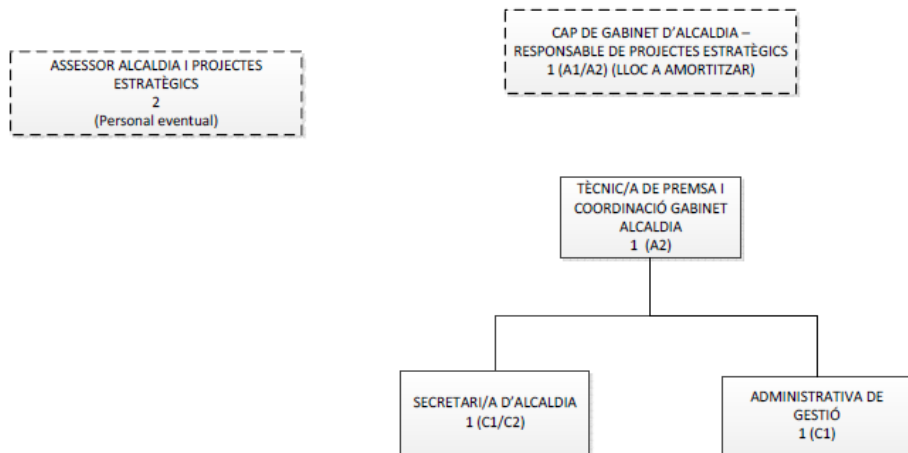 CAP DE GABINET D'ALCALDIA –
RESPONSABLE DE PROJECTES ESTRATÈGICS
1 (A1/A2) (LLOC A AMORTITZAR)
ASSESSOR ALCALDIA I PROJECTES
ESTRATÈGICS
2
(Personal eventual)
TÈCNIC/A DE PREMSA I
COORDINACIÓ GABINET
ALCALDIA
1 (A2)
SECRETARI/A D'ALCALDIA
1 (C1/C2)
ADMINISTRATIVA DE
GESTIÓ
1 (C1)